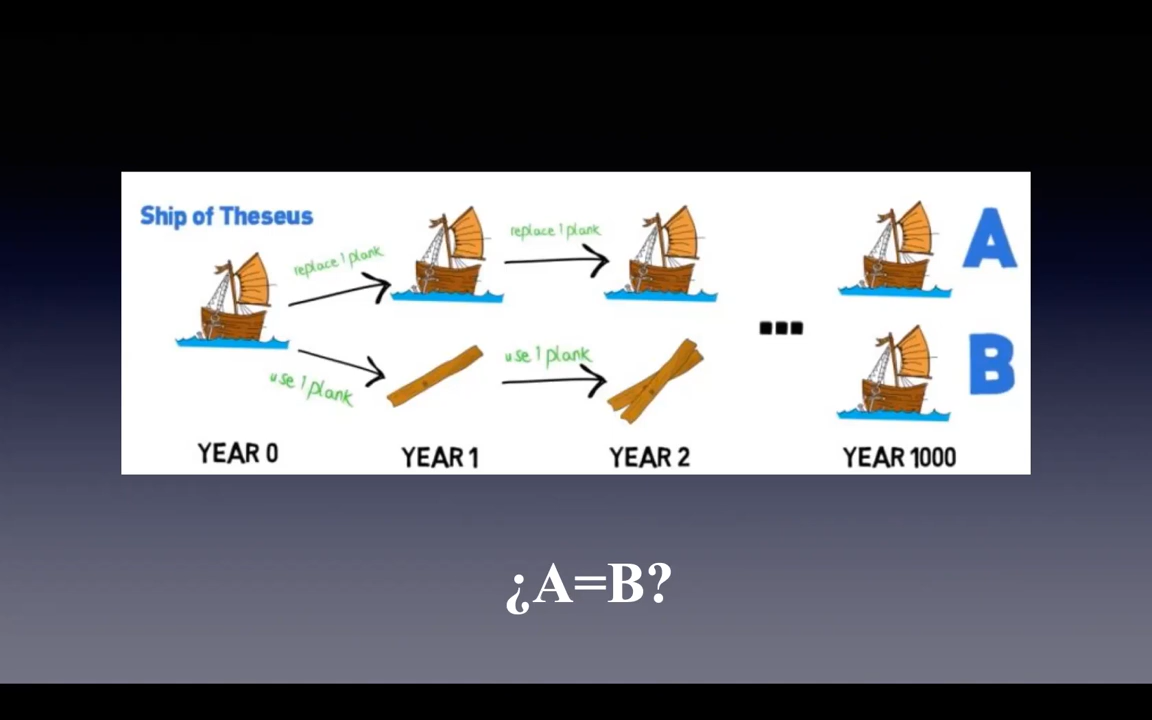 Ship of Theseus
replace 1 plank
replace 1 plank
A
use 1 plank
use 1 plank
B
YEAR 0
YEAR 1
YEAR 2
YEAR 1000
¿A=B?